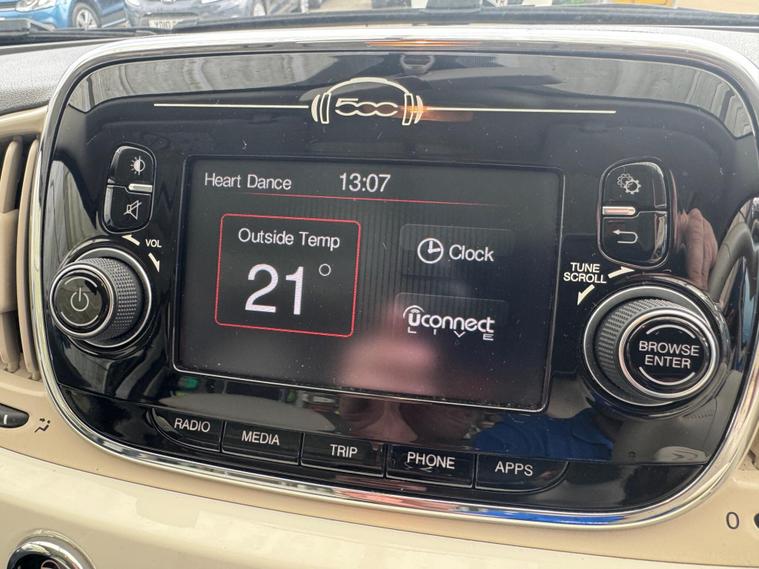 500
Heart Dance 13:07
Outside Temp
21°
Clock
uconnect
LIVE
VOL
TUNE
SCROLL
BROWSE
ENTER
RADIO MEDIA TRIP PHONE APPS
0